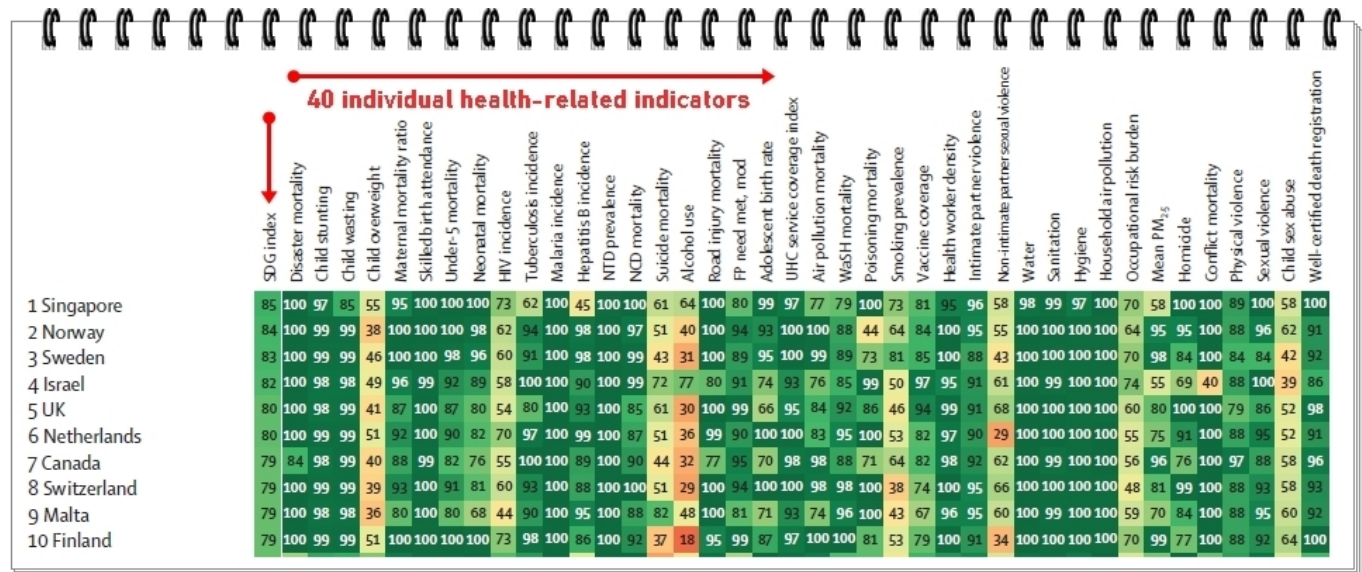 40 individual health-related indicators
SDG index
Disaster mortality
Child stunting
Child wasting
Child overweight
Maternal mortality ratio
Skilled birth attendance
Under-5 mortality
Neonatal mortality
HIV incidence
Tuberculosis incidence
Malaria incidence
Hepatitis B incidence
NTD prevalence
NCD mortality
Suicide mortality
Alcohol use
Road injury mortality
FP need met, mod
Adolescent birth rate
UHC service coverage index
Air pollution mortality
WaSH mortality
Poisoning mortality
Smoking prevalence
Vaccine coverage
Health worker density
Intimate partner violence
Non-intimate partner sexual violence
Water
Sanitation
Hygiene
Household air pollution
Occupational risk burden
Mean PM2·5
Homicide
Conflict mortality
Physical violence
Sexual violence
Child sex abuse
Well-certified death registration
1 Singapore 85 100 97 85 55 95 100 100 100 73 62 100 45 100 100 61 64 100 80 99 97 77 79 100 73 81 95 96 58 98 99 97 100 70 58 100 100 89 100 58 100
2 Norway 84 100 99 99 38 100 100 100 98 62 94 100 98 100 97 51 40 100 94 93 100 100 88 44 64 84 100 95 55 100 100 100 100 64 95 95 100 88 96 62 91
3 Sweden 83 100 99 99 46 100 100 98 96 60 91 100 98 100 99 43 31 100 89 95 100 99 89 73 81 85 100 88 43 100 100 100 100 70 98 84 100 84 84 42 92
4 Israel 82 100 98 98 49 96 99 92 89 58 100 100 90 100 99 72 77 80 91 74 93 76 85 99 50 97 95 91 61 100 99 100 100 74 55 69 40 88 100 39 86
5 UK 80 100 98 99 41 87 100 87 80 54 80 100 93 100 85 61 30 100 99 66 95 84 92 86 46 94 99 91 68 100 100 100 100 60 80 100 100 79 86 52 98
6 Netherlands 80 100 99 99 51 92 100 90 82 70 97 100 99 100 87 51 36 99 90 100 100 83 95 100 53 82 97 90 29 100 100 100 100 55 75 91 100 88 95 52 91
7 Canada 79 84 98 99 40 88 99 82 76 55 100 100 89 100 90 44 32 77 95 70 98 98 88 71 64 82 98 92 62 100 99 100 100 56 96 76 100 97 88 58 96
8 Switzerland 79 100 99 99 39 93 100 91 81 60 93 100 88 100 100 51 29 100 94 100 100 98 98 100 38 74 100 95 66 100 100 100 100 48 81 99 100 88 93 58 93
9 Malta 79 100 98 98 36 80 100 80 68 44 90 100 95 100 88 82 48 100 81 71 93 74 96 100 43 67 96 95 60 100 99 100 100 59 70 84 100 88 95 60 92
10 Finland 79 100 99 99 51 100 100 100 100 73 98 100 86 100 92 37 18 95 99 87 97 100 100 81 53 79 100 91 34 100 100 100 100 70 99 77 100 88 92 64 100